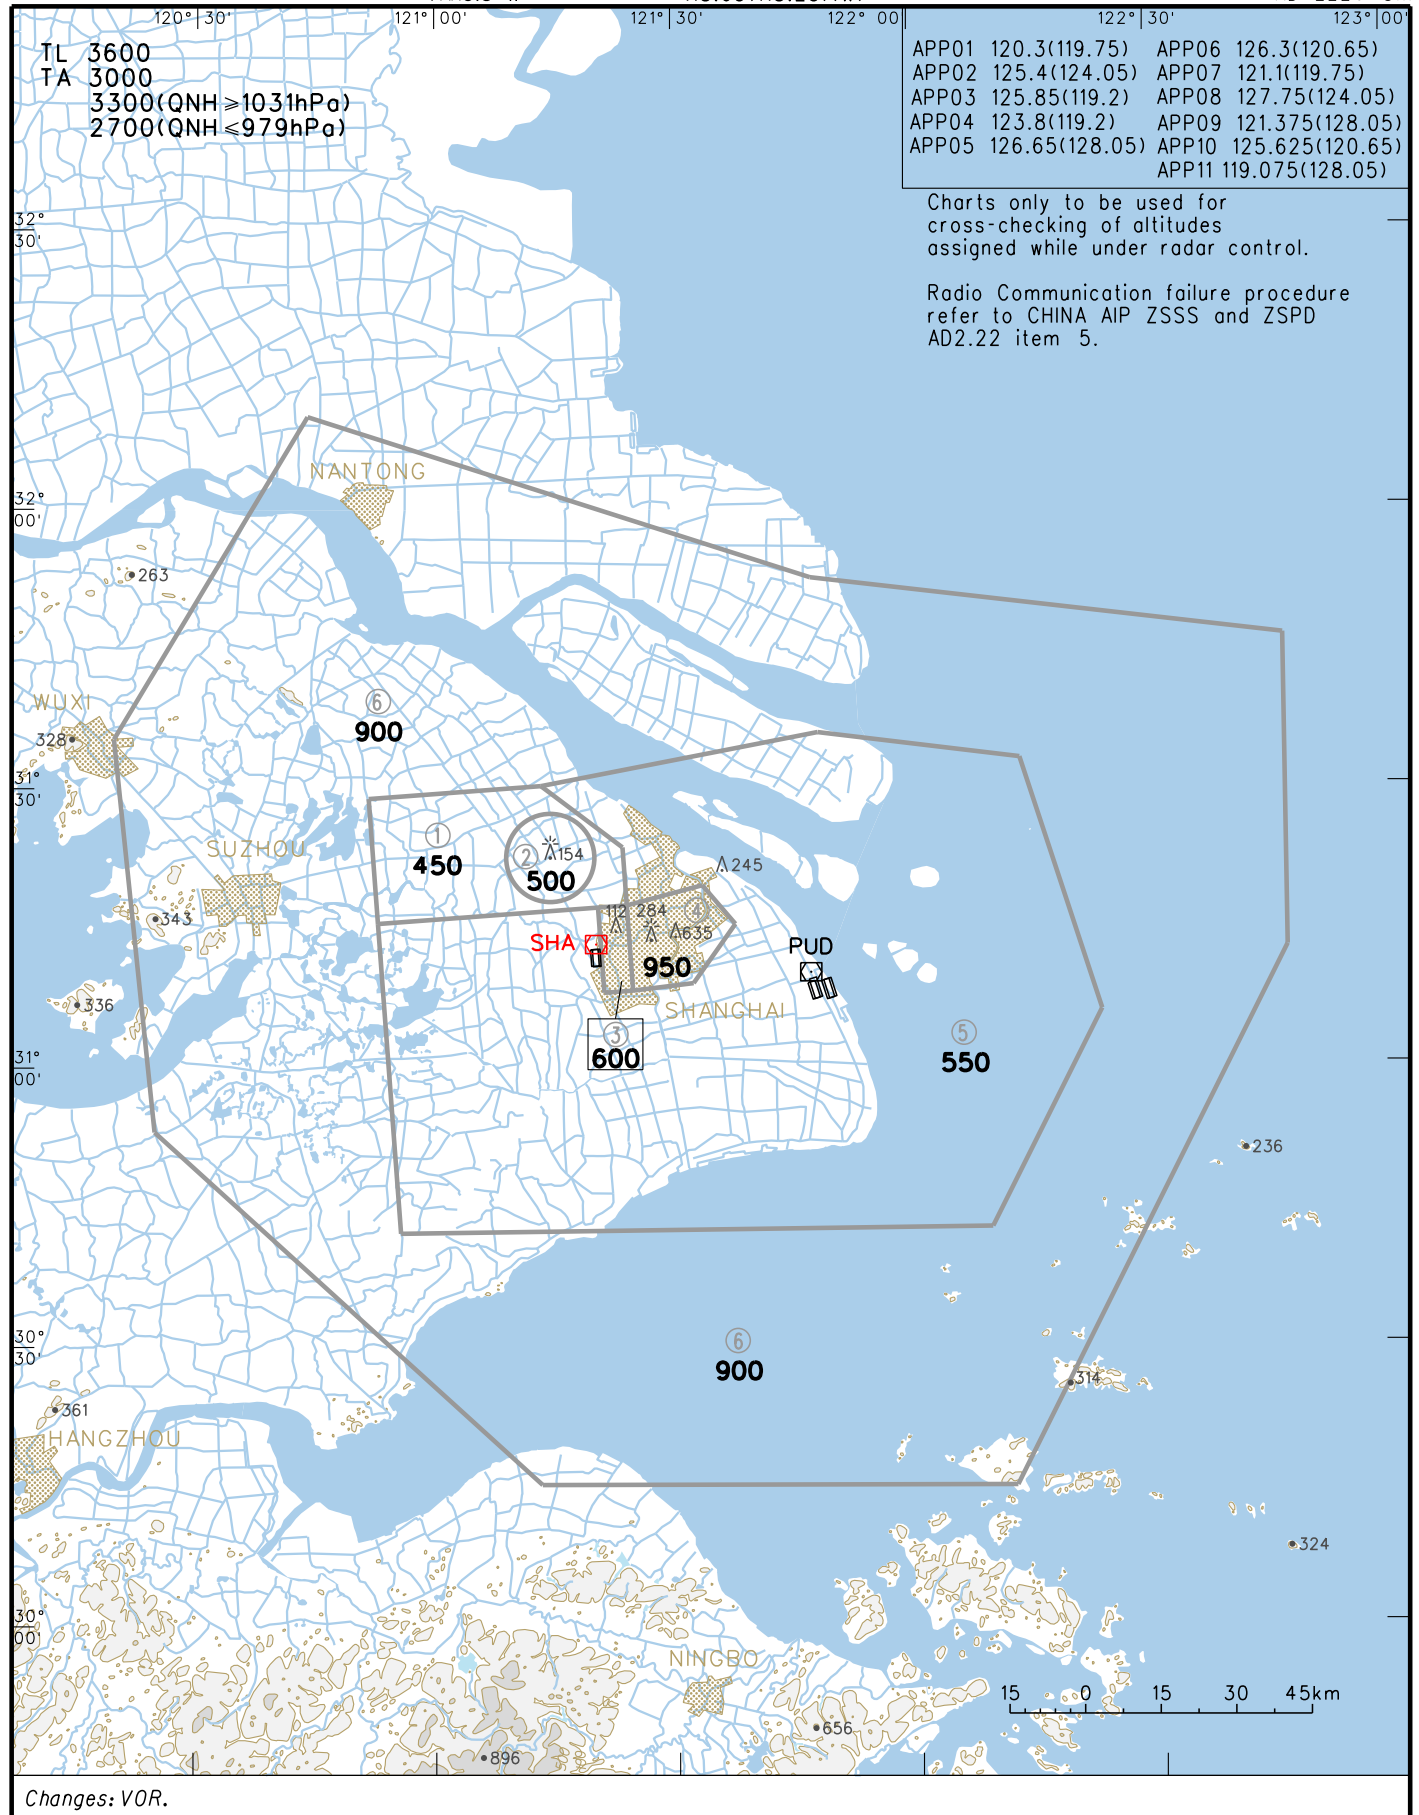 120°30'
121°00'
121°30'
122°00'
122°30'
123°00'
TL 3600
TA 3000
3300(QNH≥1031hPa)
2700(QNH≤979hPa)
APP01 120.3(119.75) APP06 126.3(120.65)
APP02 125.4(124.05) APP07 121.1(119.75)
APP03 125.85(119.2) APP08 127.75(124.05)
APP04 123.8(119.2) APP09 121.375(128.05)
APP05 126.65(128.05) APP10 125.625(120.65)
APP11 119.075(128.05)
Charts only to be used for
cross-checking of altitudes
assigned while under radar control.
Radio Communication failure procedure
refer to CHINA AIP ZSSS and ZSPD
AD2.22 item 5.
32°
30'
NANTONG
32°
00'
263
WUXI
328
⑥
900
31°
30'
①
450
②
154
500
SUZHOU
245
343
112
284
④
635
SHA
950
PUD
336
SHANGHAI
③
600
⑤
550
31°
00'
236
30°
30'
⑥
900
314
361
HANGZHOU
324
30°
00'
NINGBO
656
896
15 0 15 30 45km
Changes: VOR.